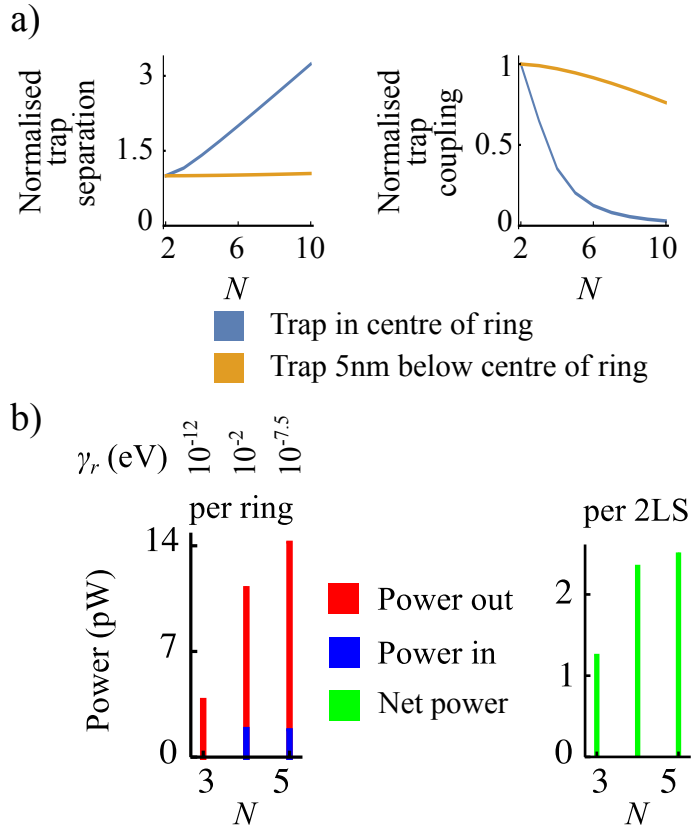 a)
Normalised
trap
separation
3
1.5
0
2
6
10
N
Normalised
trap
coupling
1
0.5
0
2
6
10
N
Trap in centre of ring
Trap 5nm below centre of ring
b)
γr (eV)
10^-12
10^-2
10^-7.5
per ring
per 2LS
Power (pW)
14
7
0
3
5
N
Power out
Power in
Net power
2
1
0
3
5
N